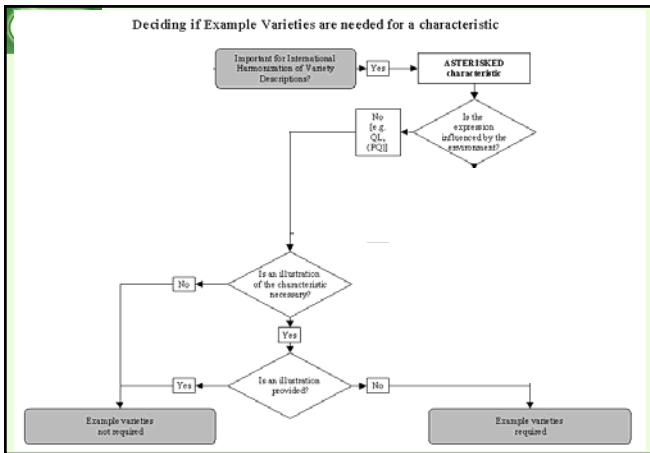 Deciding if Example Varieties are needed for a characteristic
Important for International
Harmonization of Variety
Descriptions?
Yes
ASTERISKED
characteristic
No
[e.g.
QL,
(PQ)]
Is the
expression
influenced by the
environment?
No
Is an illustration
of the characteristic
necessary?
Yes
Yes
Is an illustration
provided?
No
Example varieties
not required
Example varieties
required